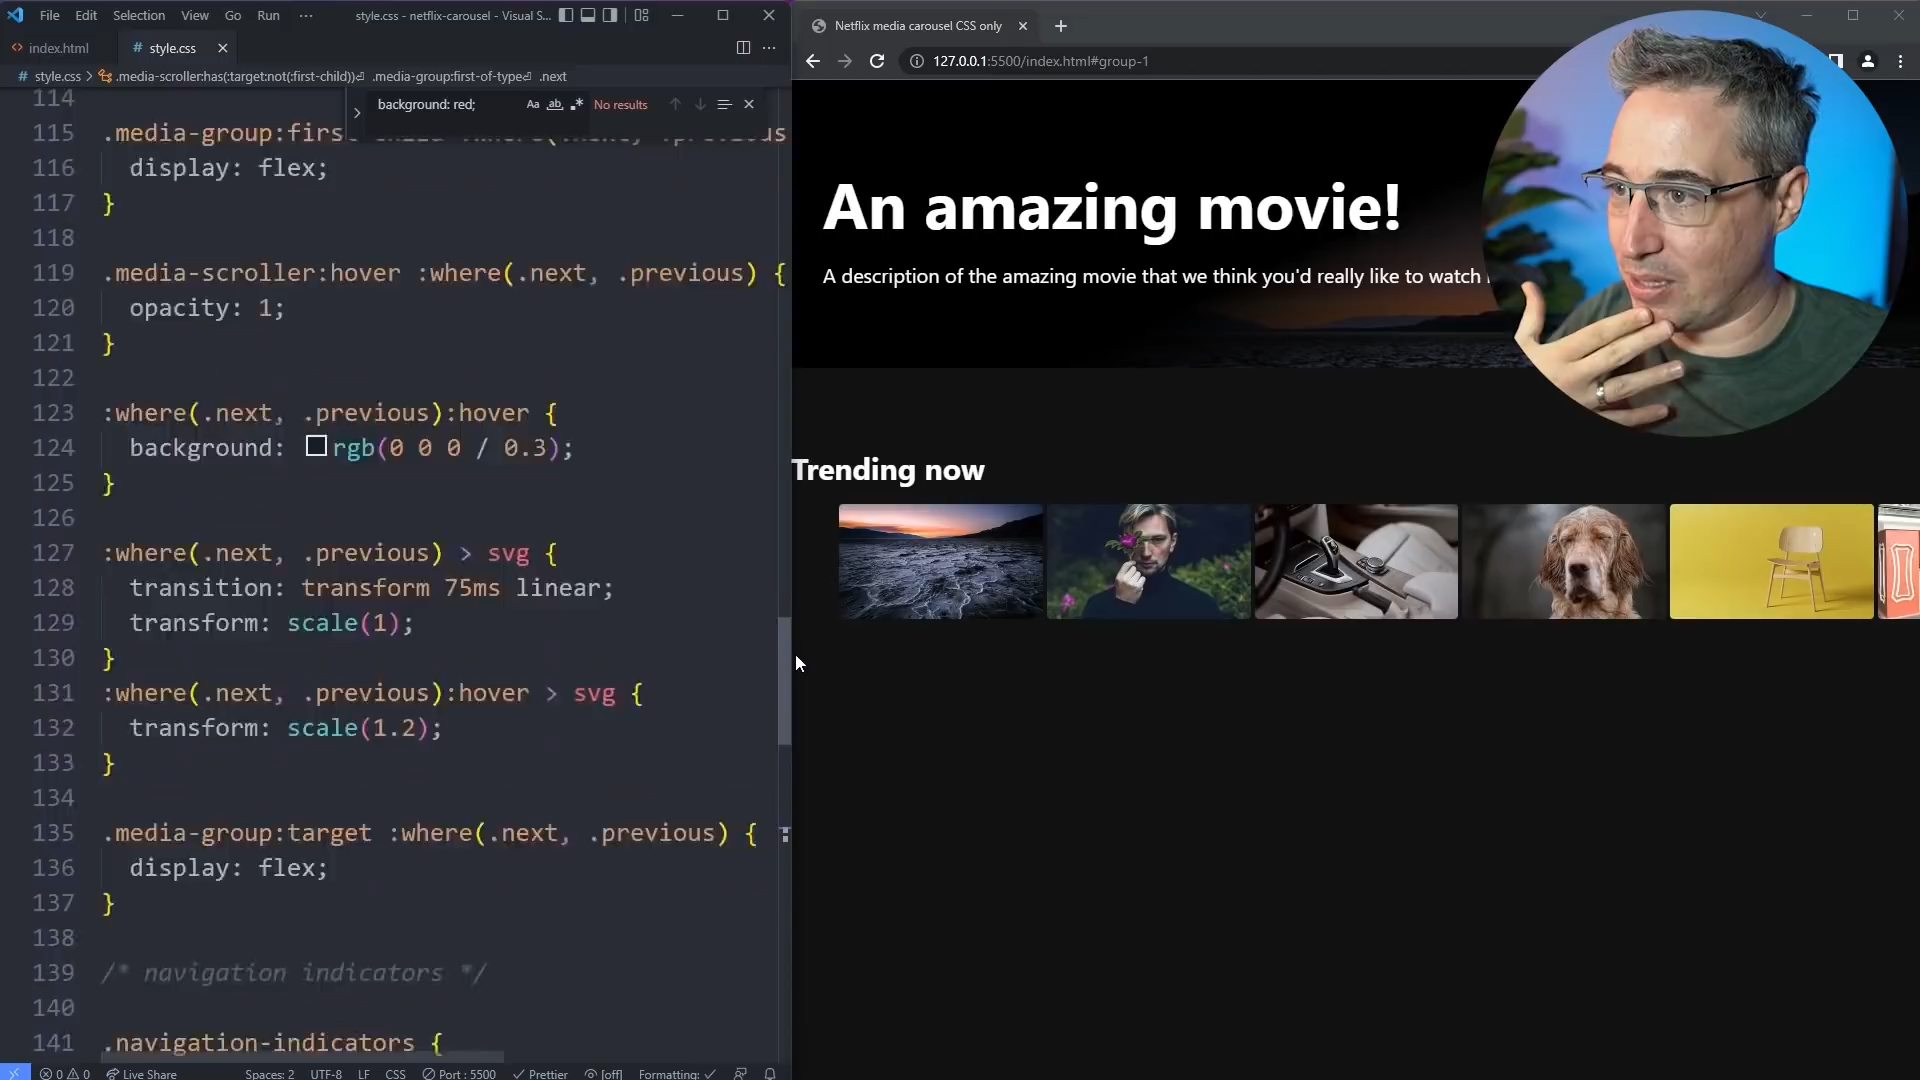 File Edit Selection View Go Run ··· style.css - netflix-carousel - Visual S...
index.html # style.css
# style.css > .media-scroller:has(:target:not(:first-child)) .media-group:first-of-type .next
background: red; Aa ab .* No results
114
115 .media-group:firs
116 display: flex;
117 }
118
119 .media-scroller:hover :where(.next, .previous) {
120 opacity: 1;
121 }
122
123 :where(.next, .previous):hover {
124 background: rgb(0 0 0 / 0.3);
125 }
126
127 :where(.next, .previous) > svg {
128 transition: transform 75ms linear;
129 transform: scale(1);
130 }
131 :where(.next, .previous):hover > svg {
132 transform: scale(1.2);
133 }
134
135 .media-group:target :where(.next, .previous) {
136 display: flex;
137 }
138
139 /* navigation indicators */
140
141 .navigation-indicators {
0 0 Live Share Spaces: 2 UTF-8 LF CSS Port : 5500 Prettier [off] Formatting: ✓
Netflix media carousel CSS only
127.0.0.1:5500/index.html#group-1
An amazing movie!
A description of the amazing movie that we think you'd really like to watch
Trending now